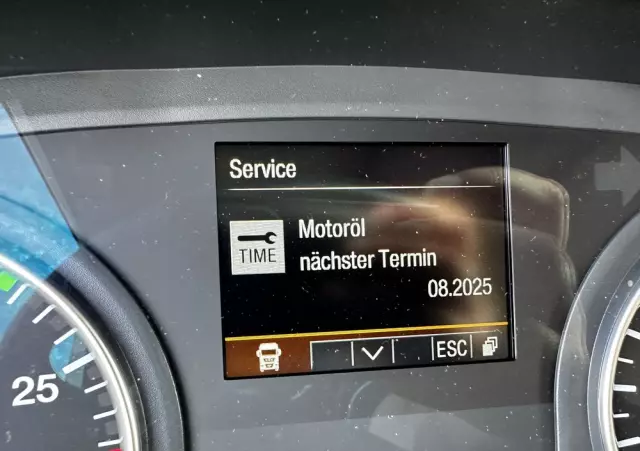 Service
Motoröl
TIME
nächster Termin
08.2025
ESC
25